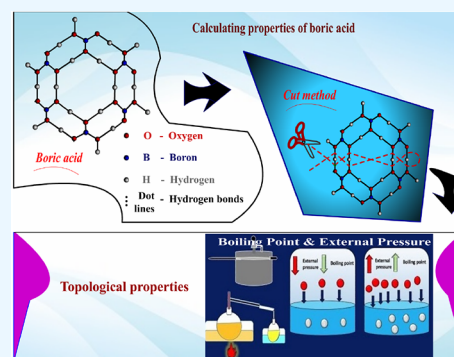 Calculating properties of boric acid
Cut method
O - Oxygen
B - Boron
H - Hydrogen
Dot lines - Hydrogen bonds
Boric acid
Topological properties
Boiling Point & External Pressure
External pressure
Boiling point
External pressure
Boiling point